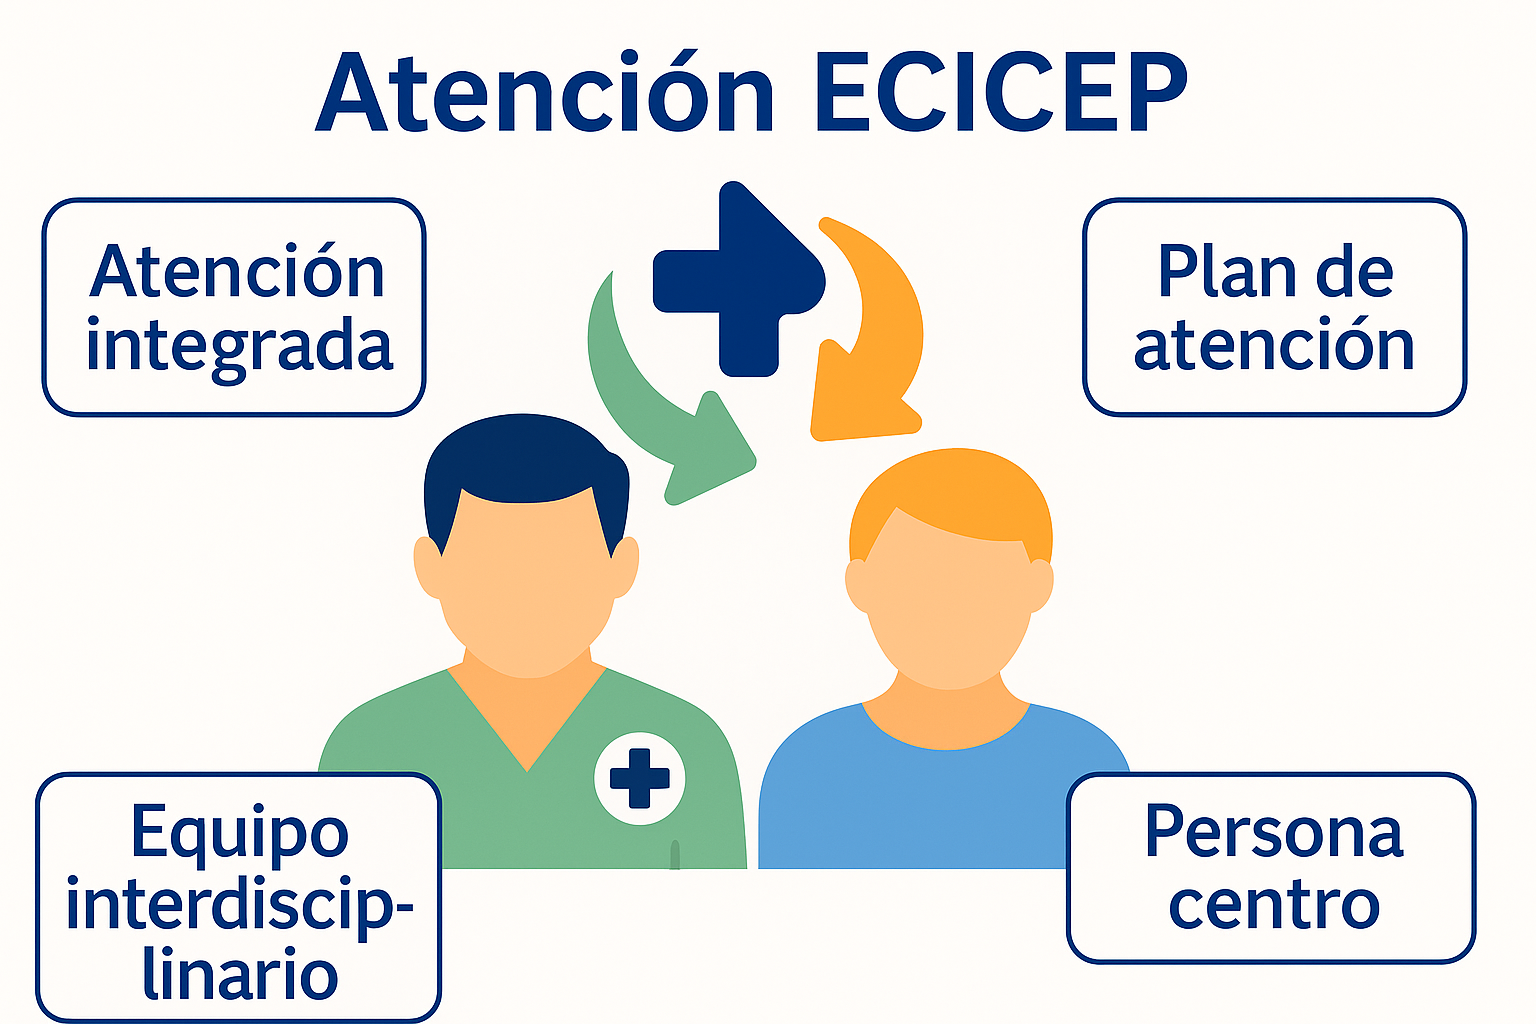 Atención ECICEP
Atención
integrada
Plan de
atención
Equipo
interdiscip-
linario
Persona
centro